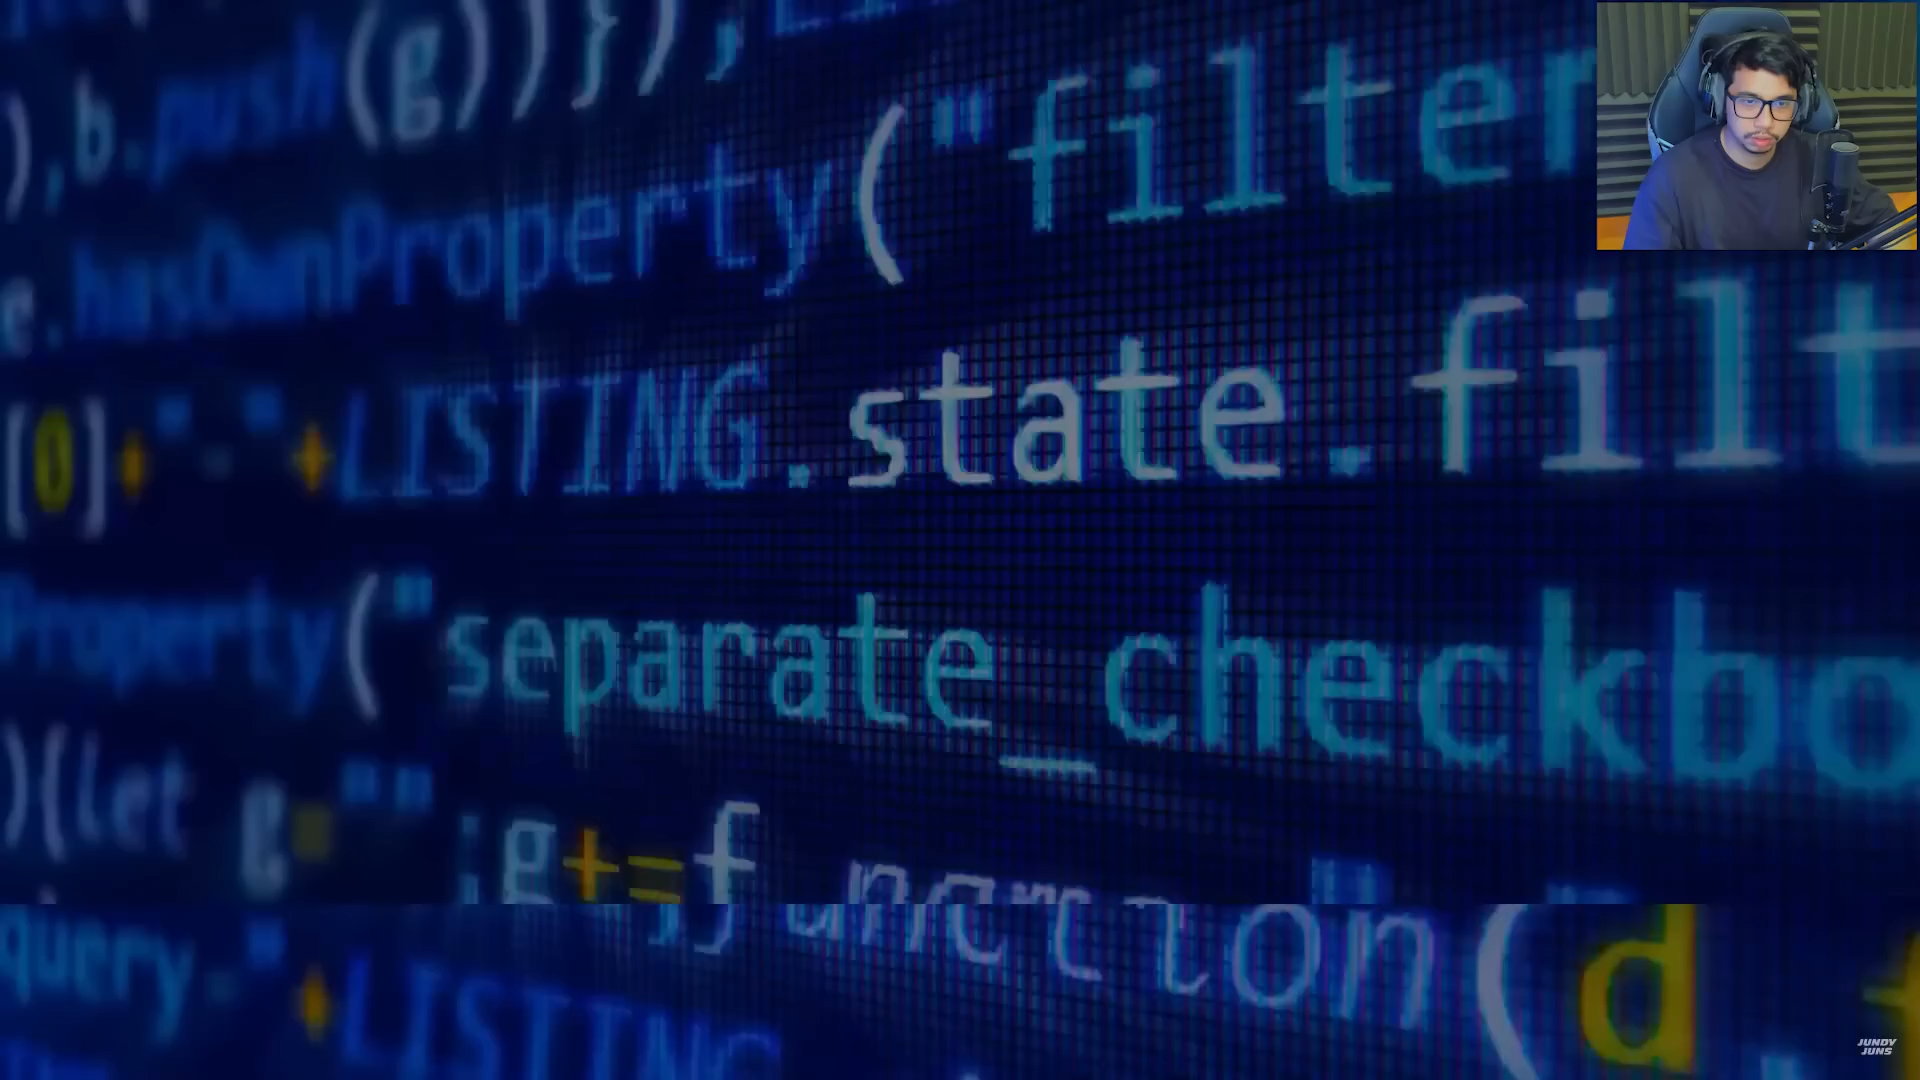 ),b.push(g))}),
e.hasOwnProperty("filter
[0]+"-"+LISTING.state.filt
Property("separate_checkbo
){let g="";g+=f
query-"+LISTING
function(d
JUNDY
JUNS